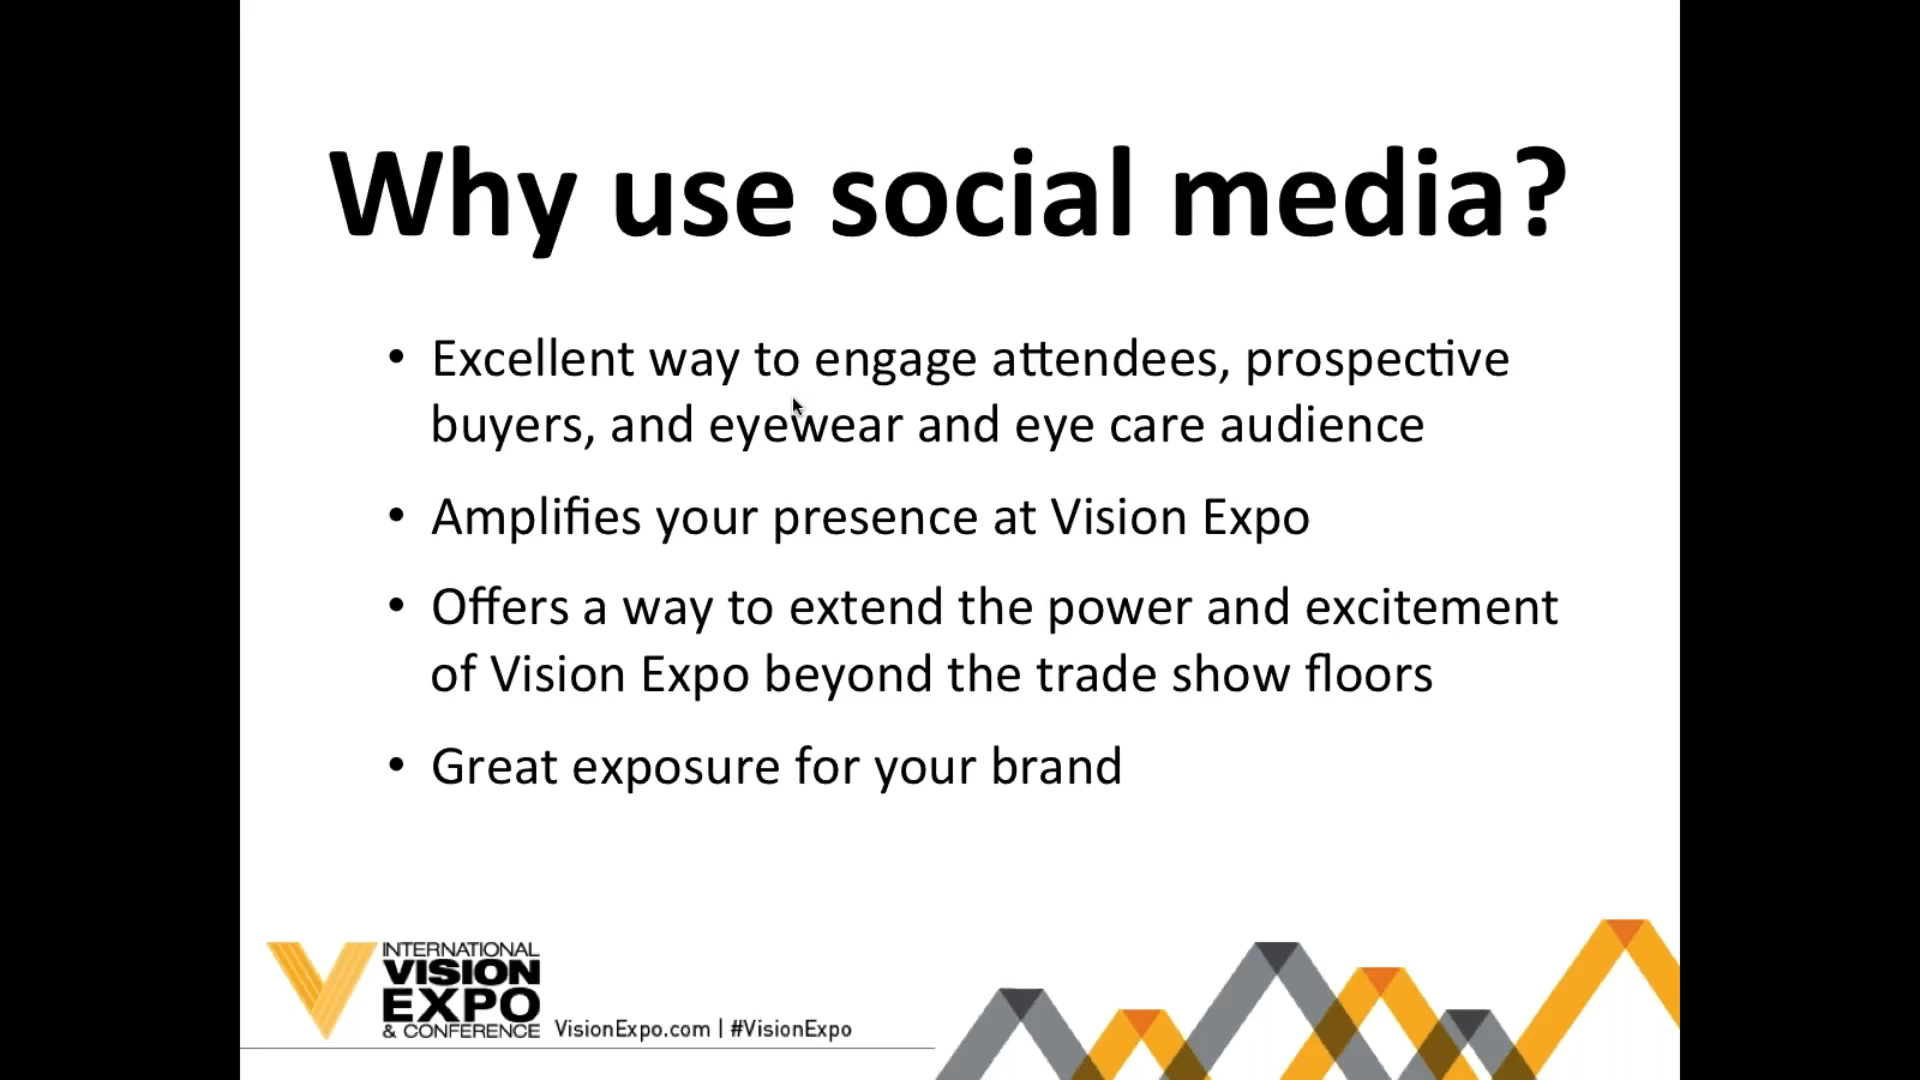 Why use social media?
• Excellent way to engage attendees, prospective
buyers, and eyewear and eye care audience
• Amplifies your presence at Vision Expo
• Offers a way to extend the power and excitement
of Vision Expo beyond the trade show floors
• Great exposure for your brand
INTERNATIONAL
VISION
EXPO
& CONFERENCE
VisionExpo.com | #VisionExpo